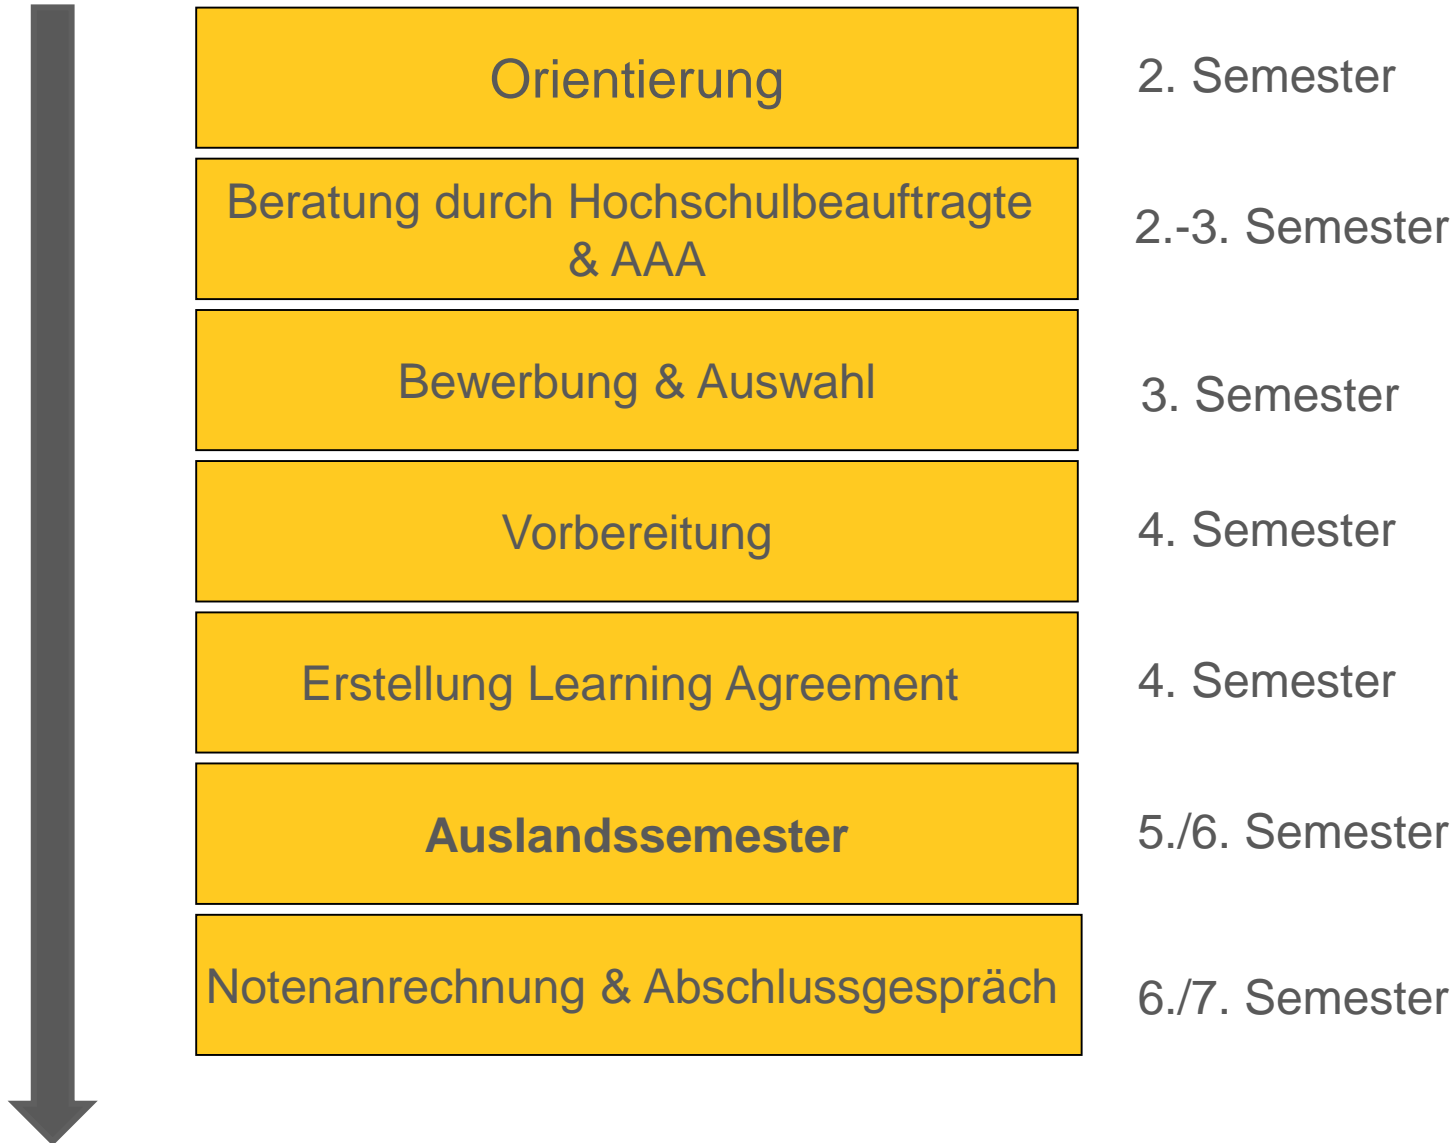 Orientierung
2. Semester
Beratung durch Hochschulbeauftragte
& AAA
2.-3. Semester
Bewerbung & Auswahl
3. Semester
Vorbereitung
4. Semester
Erstellung Learning Agreement
4. Semester
Auslandssemester
5./6. Semester
Notenanrechnung & Abschlussgespräch
6./7. Semester